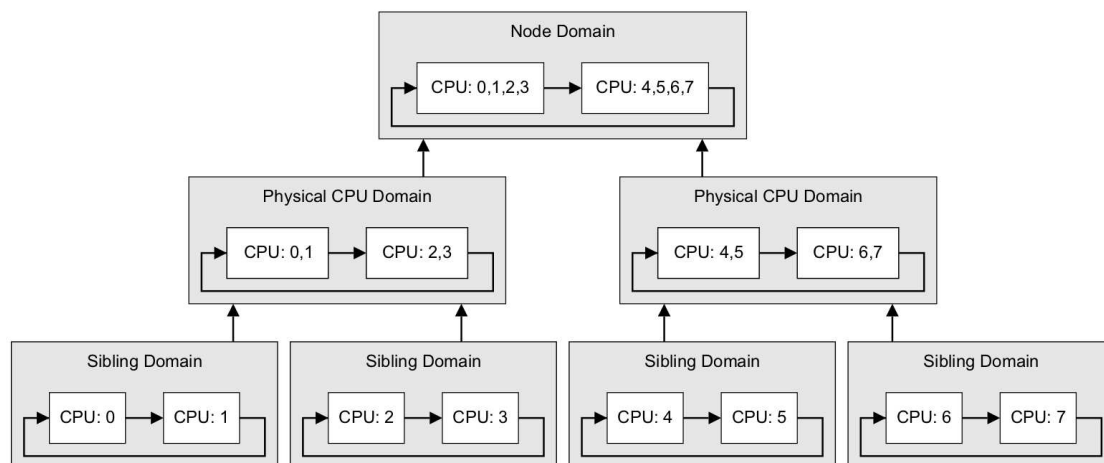 Node Domain
CPU: 0,1,2,3
CPU: 4,5,6,7
Physical CPU Domain
CPU: 0,1
CPU: 2,3
Physical CPU Domain
CPU: 4,5
CPU: 6,7
Sibling Domain
CPU: 0
CPU: 1
Sibling Domain
CPU: 2
CPU: 3
Sibling Domain
CPU: 4
CPU: 5
Sibling Domain
CPU: 6
CPU: 7